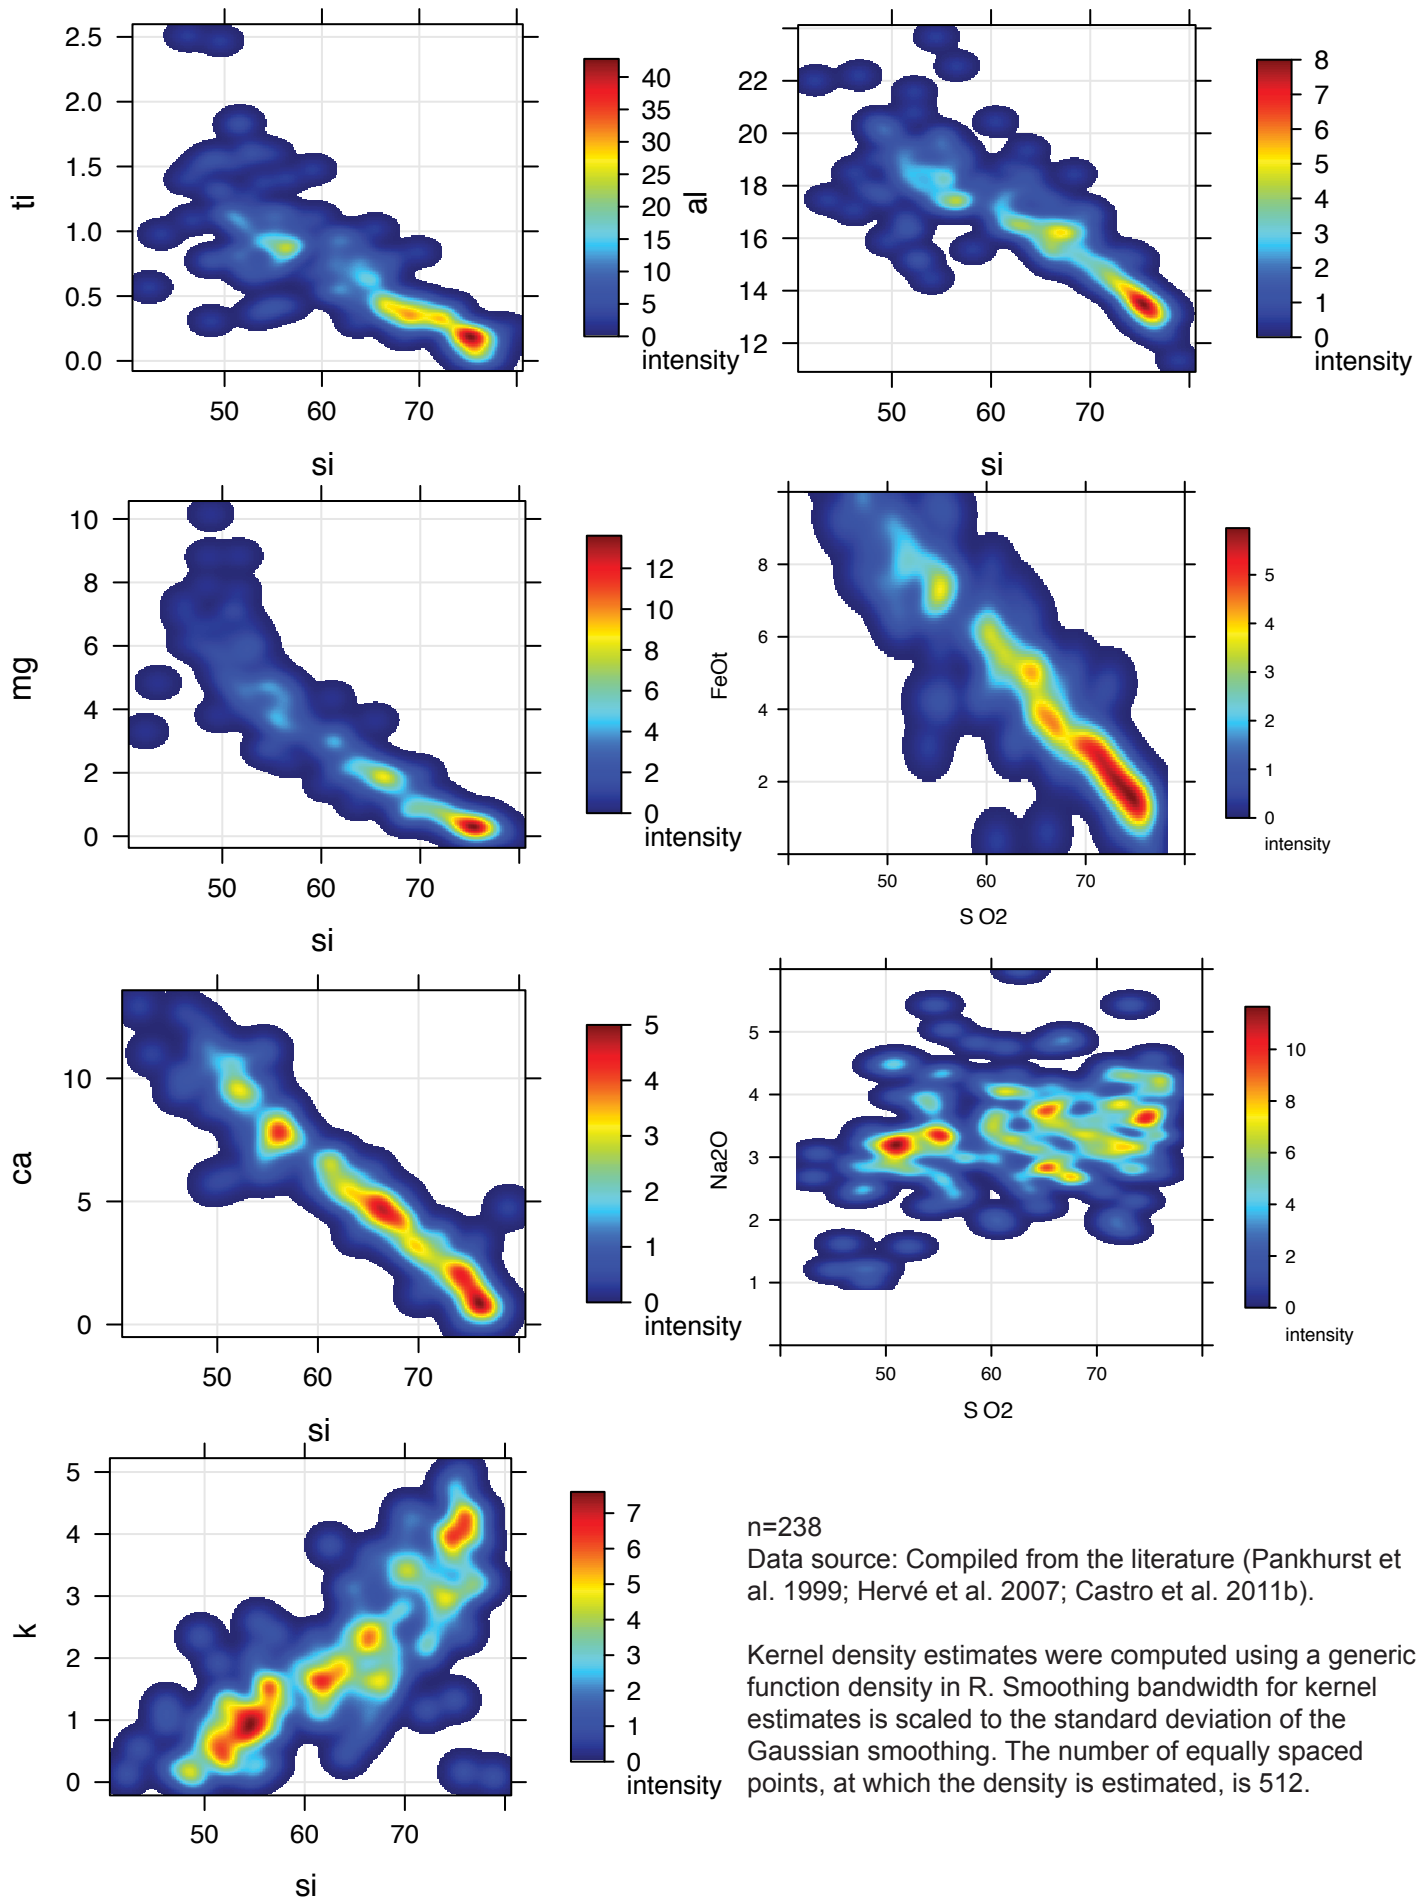 2.5
2.0
1.5
1.0
0.5
0.0
ti
50 60 70
si
40
35
30
25
20
15
10
5
0
intensity
22
20
18
16
14
12
al
50 60 70
si
8
7
6
5
4
3
2
1
0
intensity
10
8
6
4
2
0
mg
50 60 70
si
12
10
8
6
4
2
0
intensity
8
6
4
2
FeOt
50 60 70
S O2
5
4
3
2
1
0
intensity
10
5
0
ca
50 60 70
si
5
4
3
2
1
0
intensity
5
4
3
2
1
Na2O
50 60 70
S O2
10
8
6
4
2
0
intensity
5
4
3
2
1
0
k
50 60 70
si
7
6
5
4
3
2
1
0
intensity
n=238
Data source: Compiled from the literature (Pankhurst et
al. 1999; Hervé et al. 2007; Castro et al. 2011b).
Kernel density estimates were computed using a generic
function density in R. Smoothing bandwidth for kernel
estimates is scaled to the standard deviation of the
Gaussian smoothing. The number of equally spaced
points, at which the density is estimated, is 512.